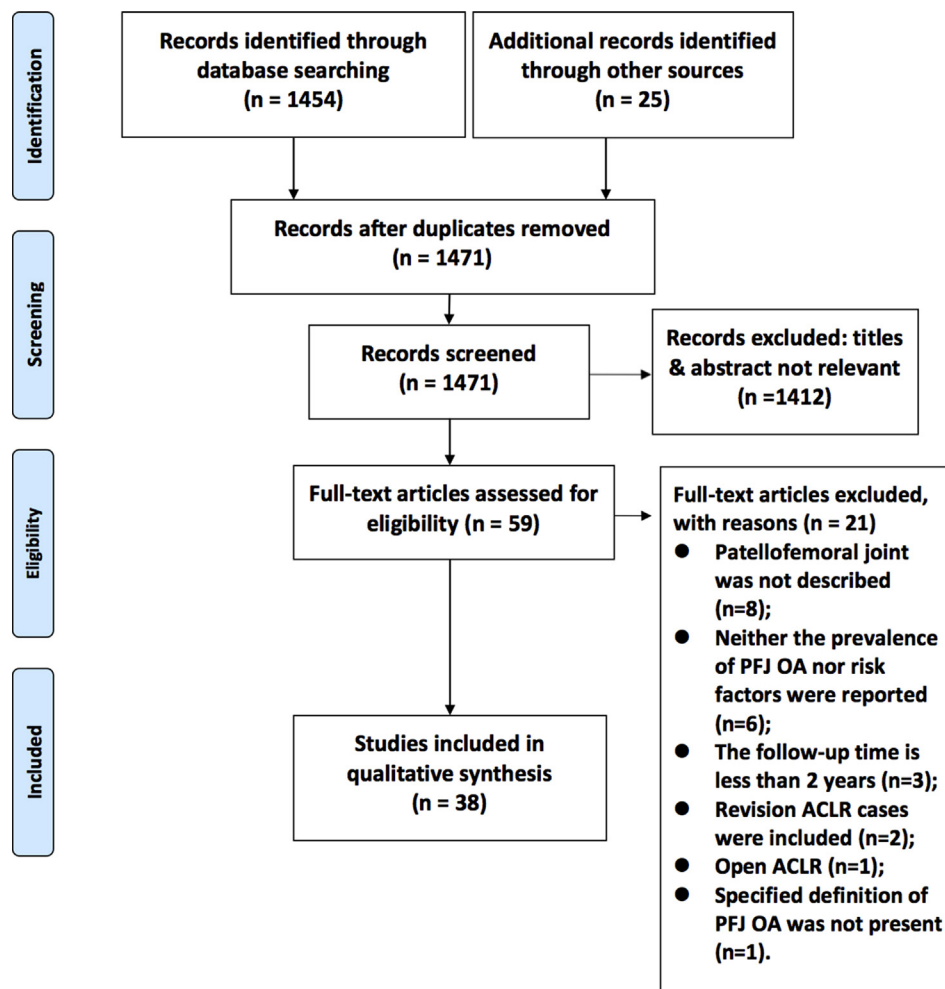 Identification
Records identified through
database searching
(n = 1454)
Additional records identified
through other sources
(n = 25)
Records after duplicates removed
(n = 1471)
Screening
Records screened
(n = 1471)
Records excluded: titles
& abstract not relevant
(n =1412)
Eligibility
Full-text articles assessed for
eligibility (n = 59)
Full-text articles excluded,
with reasons (n = 21)
● Patellofemoral joint
was not described
(n=8);
● Neither the prevalence
of PFJ OA nor risk
factors were reported
(n=6);
● The follow-up time is
less than 2 years (n=3);
● Revision ACLR cases
were included (n=2);
● Open ACLR (n=1);
● Specified definition of
PFJ OA was not present
(n=1).
Included
Studies included in
qualitative synthesis
(n = 38)